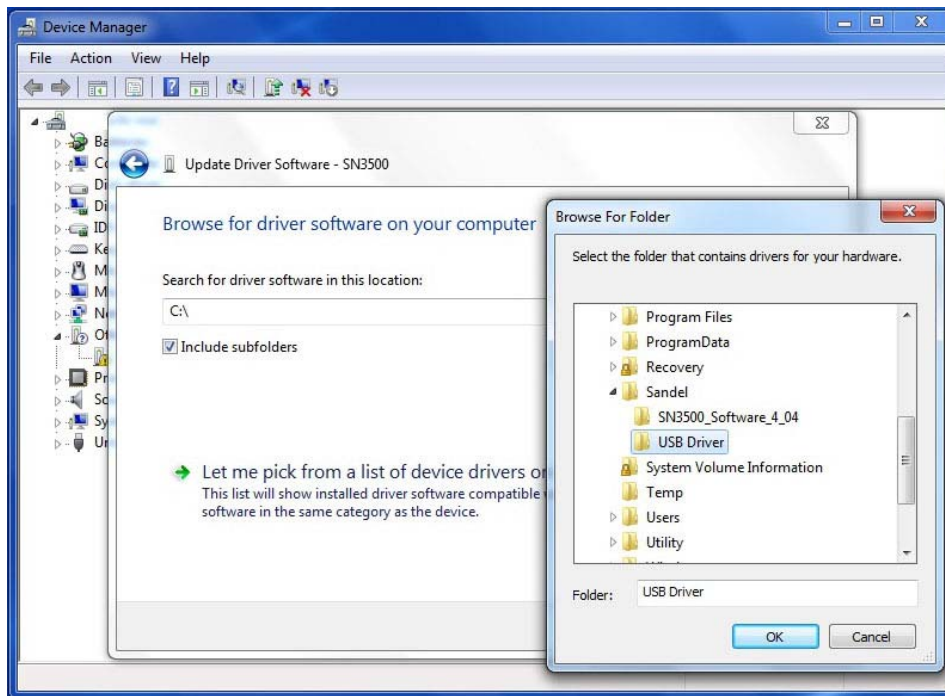 Device Manager
File Action View Help
Update Driver Software - SN3500
Browse for driver software on your computer
Search for driver software in this location:
C:\
Include subfolders
Let me pick from a list of device drivers
This list will show installed driver software compatible
software in the same category as the device.
Browse For Folder
Select the folder that contains drivers for your hardware.
Program Files
ProgramData
Recovery
Sandel
SN3500_Software_4_04
USB Driver
System Volume Information
Temp
Users
Utility
Folder: USB Driver
OK Cancel